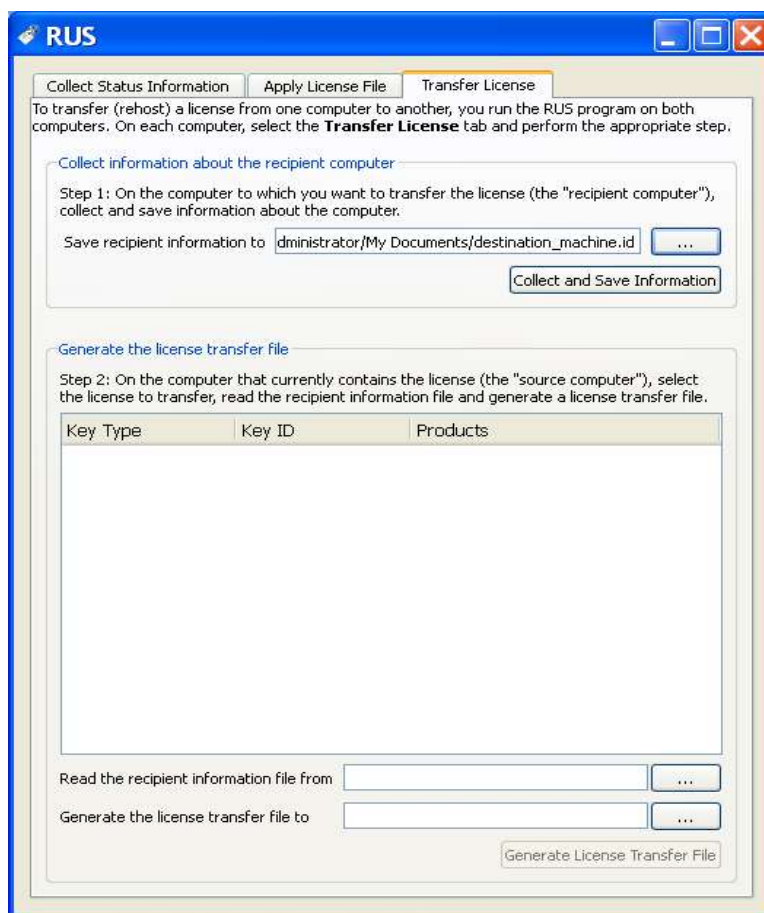 RUS
Collect Status Information Apply License File Transfer License
To transfer (rehost) a license from one computer to another, you run the RUS program on both
computers. On each computer, select the Transfer License tab and perform the appropriate step.
Collect information about the recipient computer
Step 1: On the computer to which you want to transfer the license (the "recipient computer"),
collect and save information about the computer.
Save recipient information to dministrator/My Documents/destination_machine.id ...
Collect and Save Information
Generate the license transfer file
Step 2: On the computer that currently contains the license (the "source computer"), select
the license to transfer, read the recipient information file and generate a license transfer file.
Key Type Key ID Products
Read the recipient information file from ...
Generate the license transfer file to ...
Generate License Transfer File